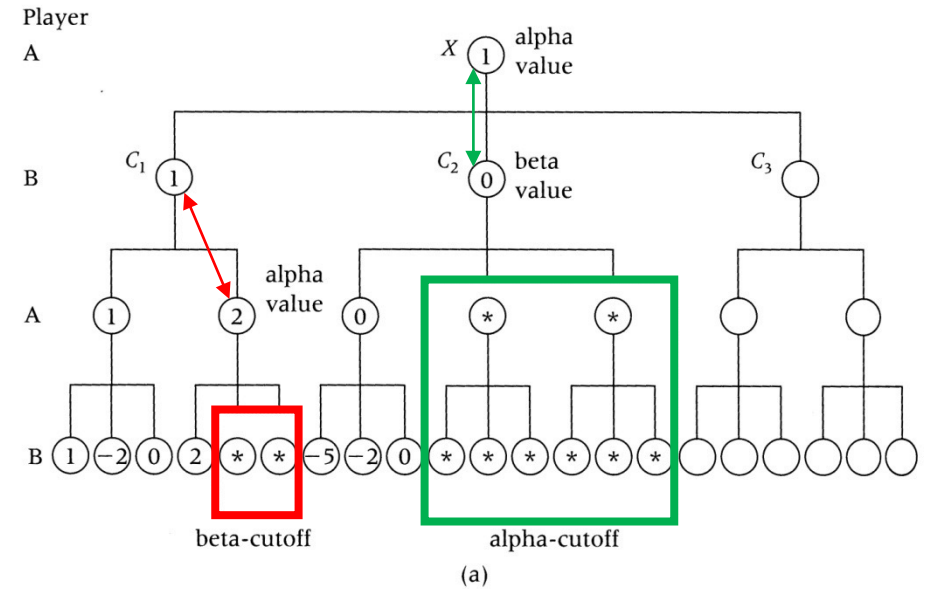 Player
A
X
1
alpha
value
B
C1
1
C2
0
beta
value
C3
alpha
value
A
1
2
0
*
*
B
1
−2
0
2
*
*
−5
−2
0
*
*
*
*
*
*
beta-cutoff
alpha-cutoff
(a)